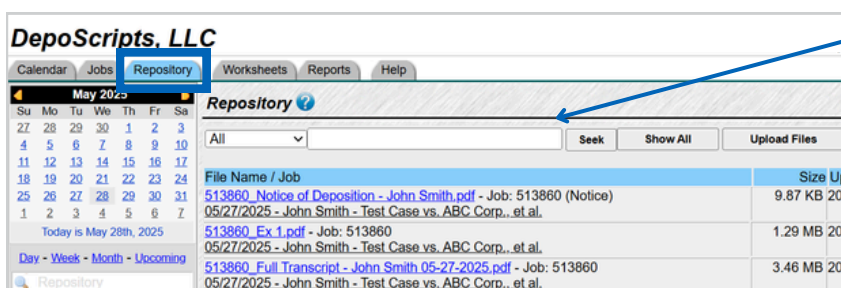 DepoScripts, LLC
Calendar Jobs Repository Worksheets Reports Help
May 2025
Su Mo Tu We Th Fr Sa
27 28 29 30 1 2 3
4 5 6 7 8 9 10
11 12 13 14 15 16 17
18 19 20 21 22 23 24
25 26 27 28 29 30 31
1 2 3 4 5 6 7
Today is May 28th, 2025
Day - Week - Month - Upcoming
Repository
Repository ?
All Seek Show All Upload Files
File Name / Job Size
513860_Notice of Deposition - John Smith.pdf - Job: 513860 (Notice) 9.87 KB
05/27/2025 - John Smith - Test Case vs. ABC Corp., et al.
513860_Ex 1.pdf - Job: 513860 1.29 MB
05/27/2025 - John Smith - Test Case vs. ABC Corp., et al.
513860_Full Transcript - John Smith 05-27-2025.pdf - Job: 513860 3.46 MB
05/27/2025 - John Smith - Test Case vs. ABC Corp., et al.